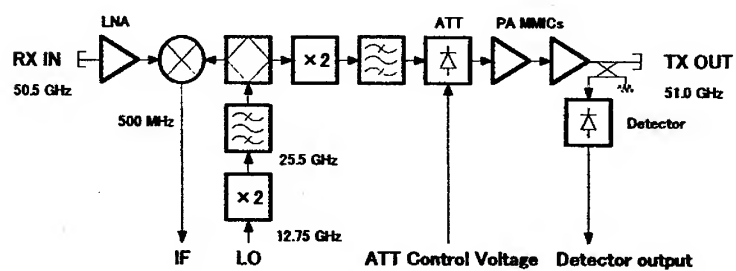 LNA
ATT
PA MMICs
RX IN
×2
TX OUT
50.5 GHz
51.0 GHz
500 MHz
Detector
25.5 GHz
×2
12.75 GHz
IF
LO
ATT Control Voltage
Detector output